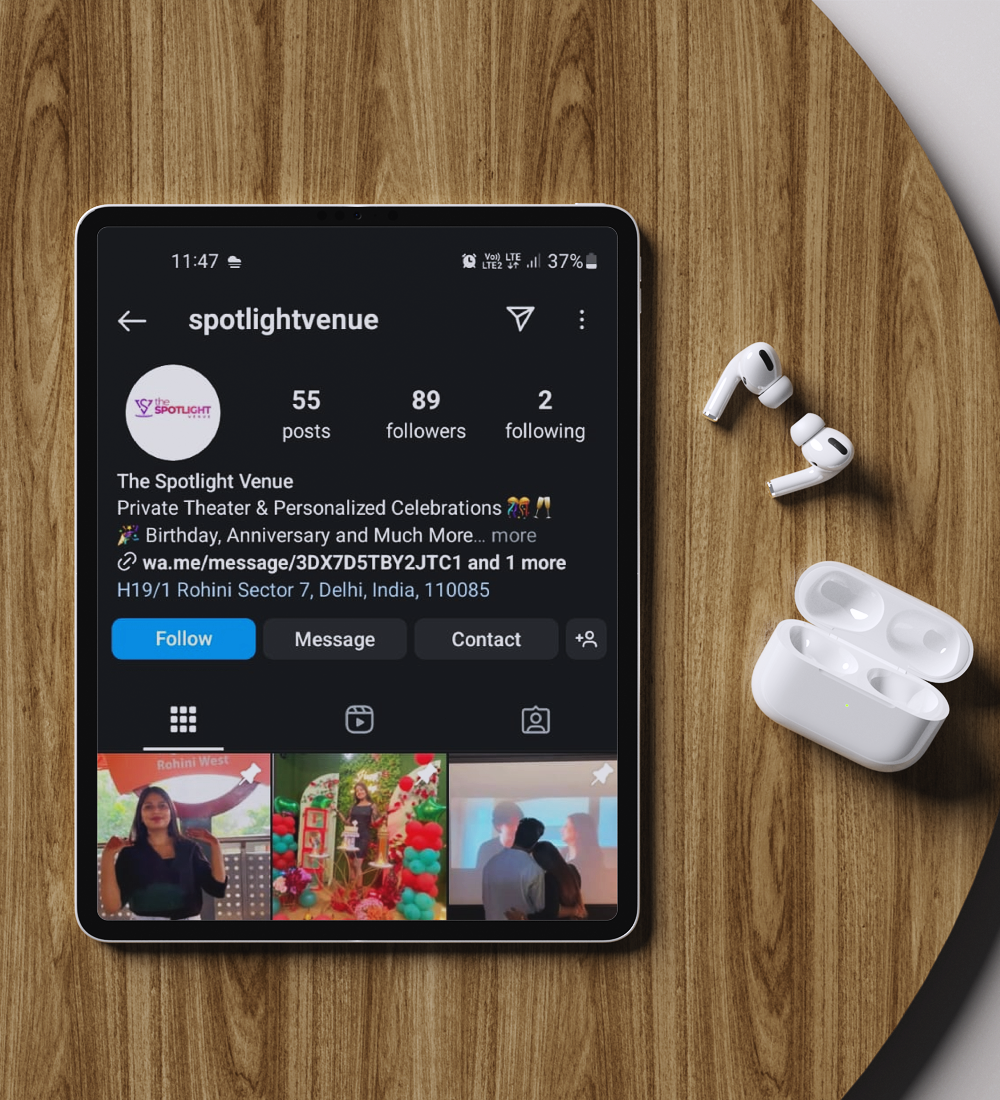 11:47
Vo) LTE
LTE2
37%
spotlightvenue
the
SPOTLIGHT
VENUE
55
posts
89
followers
2
following
The Spotlight Venue
Private Theater & Personalized Celebrations 🎊🥂
🎉 Birthday, Anniversary and Much More... more
wa.me/message/3DX7D5TBY2JTC1 and 1 more
H19/1 Rohini Sector 7, Delhi, India, 110085
Follow
Message
Contact
Rohini West